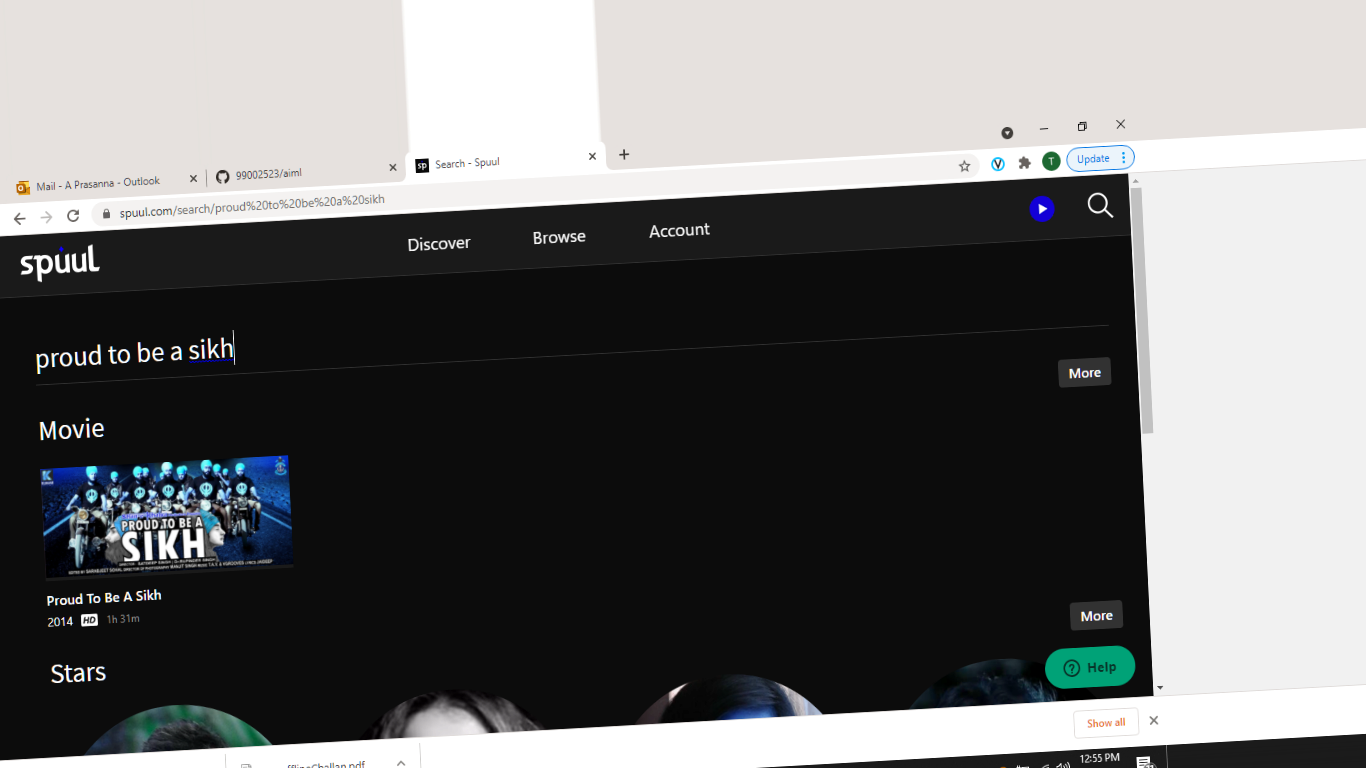 Mail - A Prasanna - Outlook
99002523/aiml
Search - Spuul
spuul.com/search/proud%20to%20be%20a%20sikh
T
Update
spuul
Discover
Browse
Account
proud to be a sikh
More
Movie
PROUD TO BE A
SIKH
Proud To Be A Sikh
2014 HD 1h 31m
More
Stars
Help
Show all
fflineChallan.pdf
12:55 PM